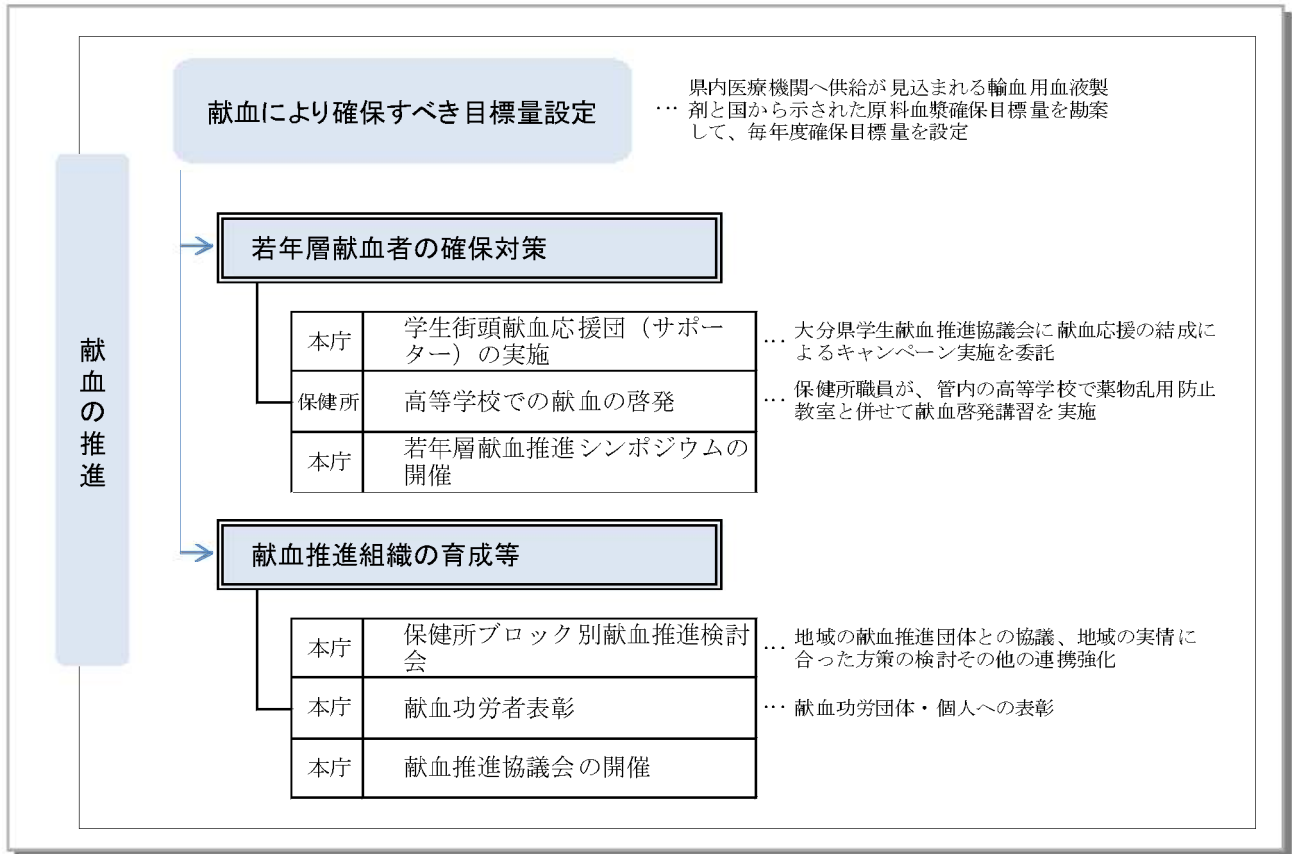 献血の推進
献血により確保すべき目標量設定
… 県内医療機関へ供給が見込まれる輸血用血液製
剤と国から示された原料血漿確保目標量を勘案
して、毎年度確保目標量を設定
若年層献血者の確保対策
本庁
学生街頭献血応援団（サポー
ター）の実施
… 大分県学生献血推進協議会に献血応援の結成に
よるキャンペーン実施を委託
保健所
高等学校での献血の啓発
… 保健所職員が、管内の高等学校で薬物乱用防止
教室と併せて献血啓発講習を実施
本庁
若年層献血推進シンポジウムの
開催
献血推進組織の育成等
本庁
保健所ブロック別献血推進検討
会
… 地域の献血推進団体との協議、地域の実情に
合った方策の検討その他の連携強化
本庁
献血功労者表彰
… 献血功労団体・個人への表彰
本庁
献血推進協議会の開催